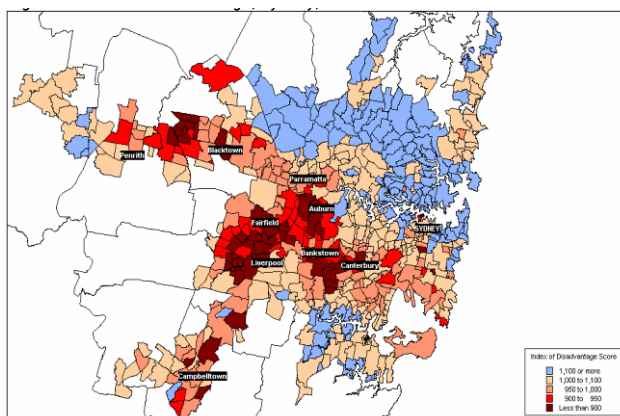 Penrith
Blacktown
Parramatta
Auburn
Fairfield
SYDNEY
Bankstown
Liverpool
Canterbury
Campbelltown
Index of Disadvantage Score
1,100 or more
1,000 to 1,100
950 to 1,000
900 to 950
Less than 900